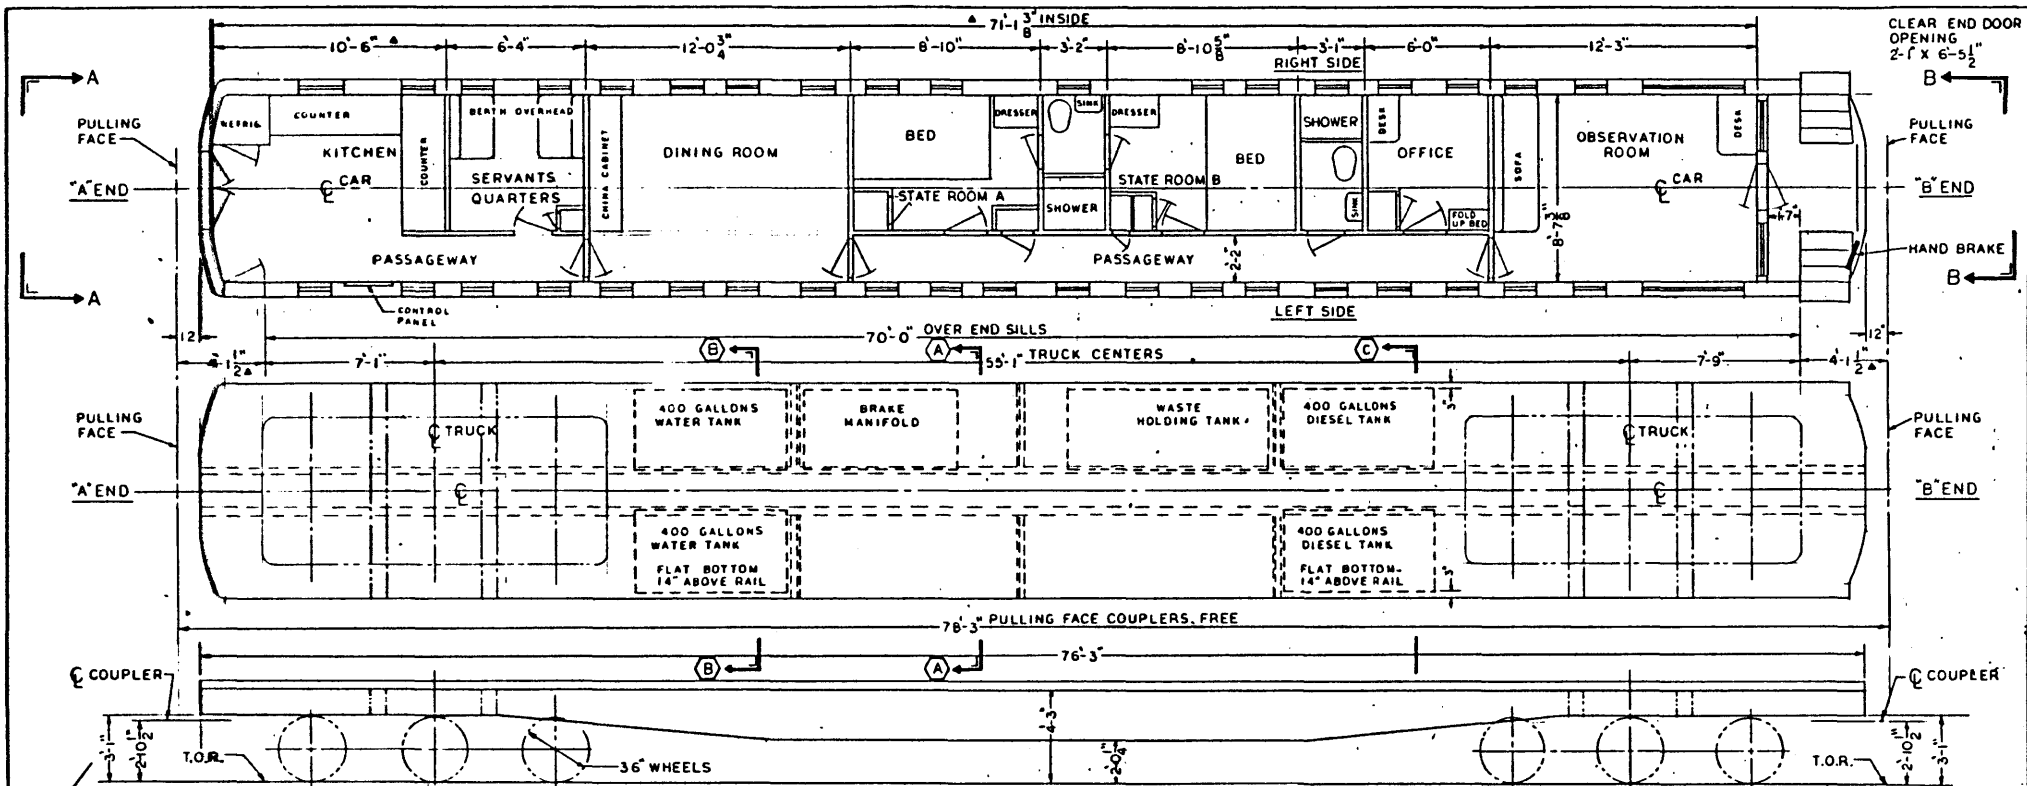 ▲ 71'-1 3/8" INSIDE
10'-6" ▲
6'-4"
12'-0 3/4"
8'-10"
3'-2"
8'-10 5/8"
3'-1"
6'-0"
12'-3"
CLEAR END DOOR
OPENING
2'-1" X 6'-5 1/2"
RIGHT SIDE
A
B
PULLING
FACE
"A" END
REFRIG.
COUNTER
KITCHEN
℄ CAR
COUNTER
BERTH OVERHEAD
SERVANTS
QUARTERS
CHINA CABINET
DINING ROOM
BED
DRESSER
STATE ROOM A
SINK
SHOWER
DRESSER
STATE ROOM B
BED
SHOWER
SINK
DESK
OFFICE
FOLD
UP BED
SOFA
8'-7 3/8"
OBSERVATION
ROOM
℄ CAR
DESK
1'-7"
PULLING
FACE
"B" END
HAND BRAKE
PASSAGEWAY
PASSAGEWAY
2'-2"
A
B
CONTROL
PANEL
LEFT SIDE
12"
70'-0" OVER END SILLS
12"
4'-1 1/2" ▲
7'-1"
B
A
55'-1" TRUCK CENTERS
C
7'-9"
4'-1 1/2" ▲
PULLING
FACE
℄ TRUCK
400 GALLONS
WATER TANK
BRAKE
MANIFOLD
WASTE
HOLDING TANK
400 GALLONS
DIESEL TANK
3"
℄ TRUCK
PULLING
FACE
"A" END
℄
℄
"B" END
400 GALLONS
WATER TANK
FLAT BOTTOM
14" ABOVE RAIL
400 GALLONS
DIESEL TANK
FLAT BOTTOM-
14" ABOVE RAIL
3"
78'-3" PULLING FACE COUPLERS, FREE
76'-3"
B
A
℄ COUPLER
℄ COUPLER
3'-1"
2'-10 1/2"
T.O.R.
36" WHEELS
4'-3"
2'-0 1/4"
T.O.R.
2'-10 1/2"
3'-1"